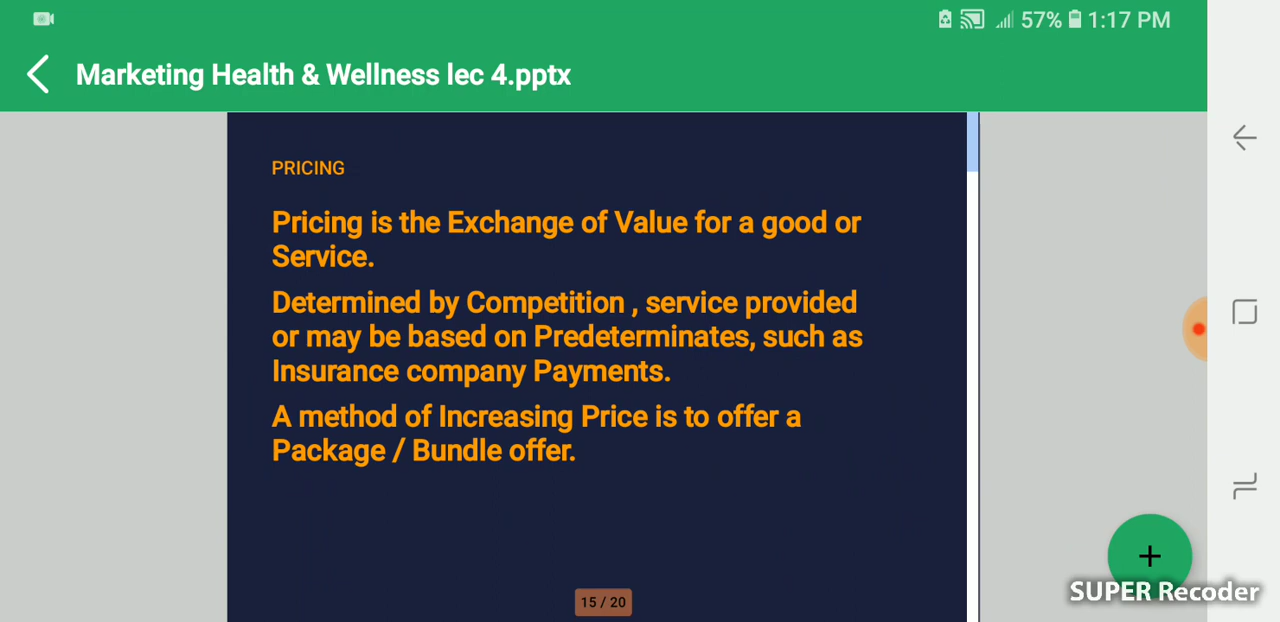 57% 1:17 PM
Marketing Health & Wellness lec 4.pptx
PRICING
Pricing is the Exchange of Value for a good or
Service.
Determined by Competition , service provided
or may be based on Predeterminates, such as
Insurance company Payments.
A method of Increasing Price is to offer a
Package / Bundle offer.
15 / 20
SUPER Recoder